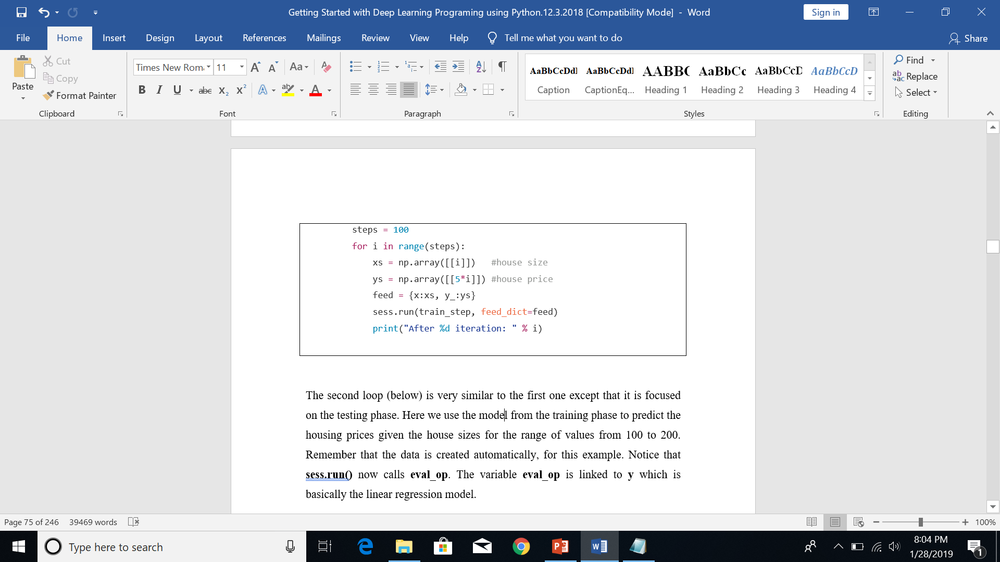 Getting Started with Deep Learning Programing using Python.12.3.2018 [Compatibility Mode] - Word
Sign in
File Home Insert Design Layout References Mailings Review View Help Tell me what you want to do Share
Paste
Cut
Copy
Format Painter
Clipboard
Times New Rom 11
Font
Paragraph
AaBbCcDdI AaBbCcDdI AABBC AaBbCc AaBbCcD AaBbCcD
Caption CaptionEq... Heading 1 Heading 2 Heading 3 Heading 4
Styles
Find
Replace
Select
Editing
steps = 100
for i in range(steps):
xs = np.array([[i]]) #house size
ys = np.array([[5*i]]) #house price
feed = {x:xs, y_:ys}
sess.run(train_step, feed_dict=feed)
print("After %d iteration: " % i)
The second loop (below) is very similar to the first one except that it is focused
on the testing phase. Here we use the model from the training phase to predict the
housing prices given the house sizes for the range of values from 100 to 200.
Remember that the data is created automatically, for this example. Notice that
sess.run() now calls eval_op. The variable eval_op is linked to y which is
basically the linear regression model.
Page 75 of 246 39469 words 100%
Type here to search
8:04 PM
1/28/2019
1